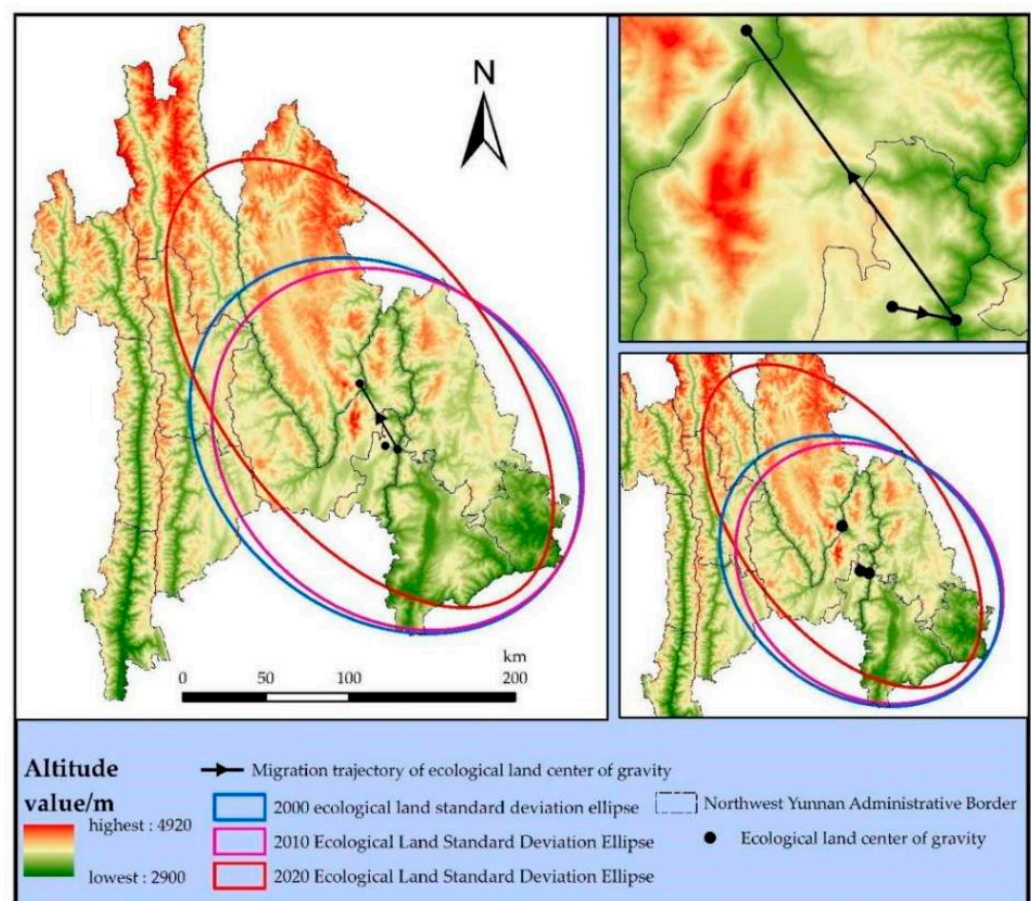 N
km
0 50 100 200
Altitude
value/m
highest : 4920
lowest : 2900
Migration trajectory of ecological land center of gravity
2000 ecological land standard deviation ellipse
2010 Ecological Land Standard Deviation Ellipse
2020 Ecological Land Standard Deviation Ellipse
Northwest Yunnan Administrative Border
Ecological land center of gravity